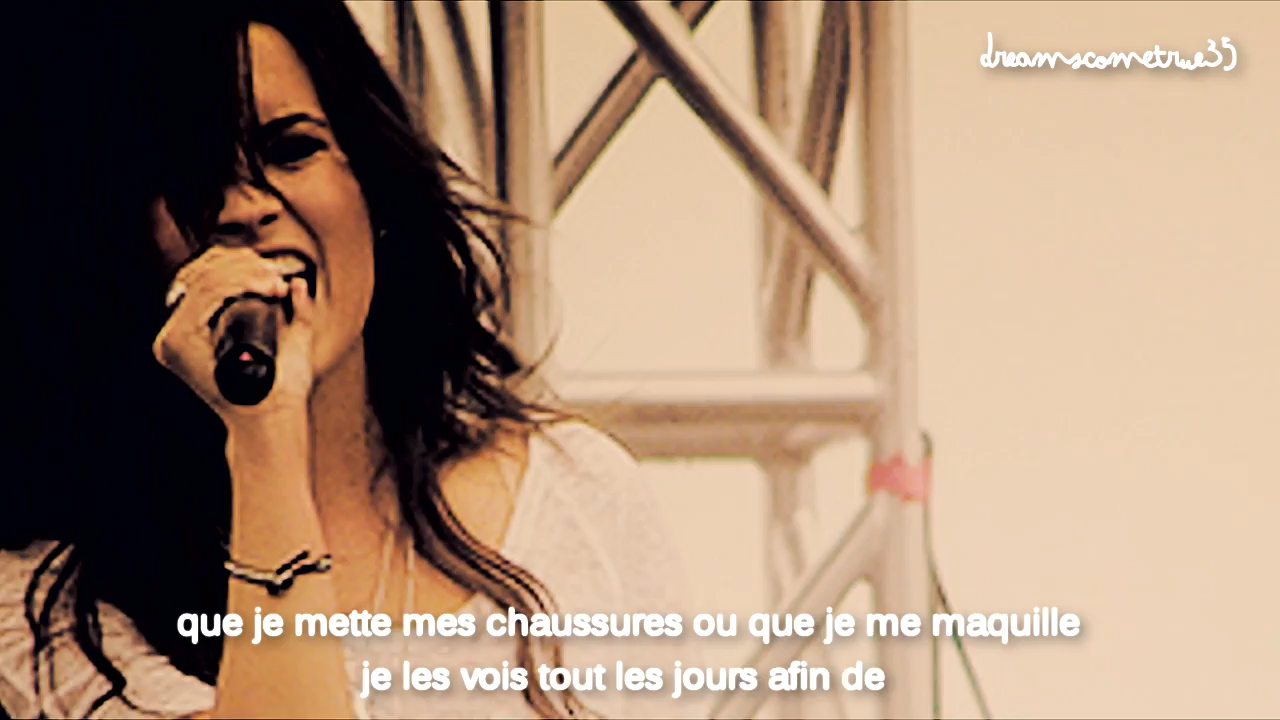 dreamscometrue35
que je mette mes chaussures ou que je me maquille
je les vois tout les jours afin de